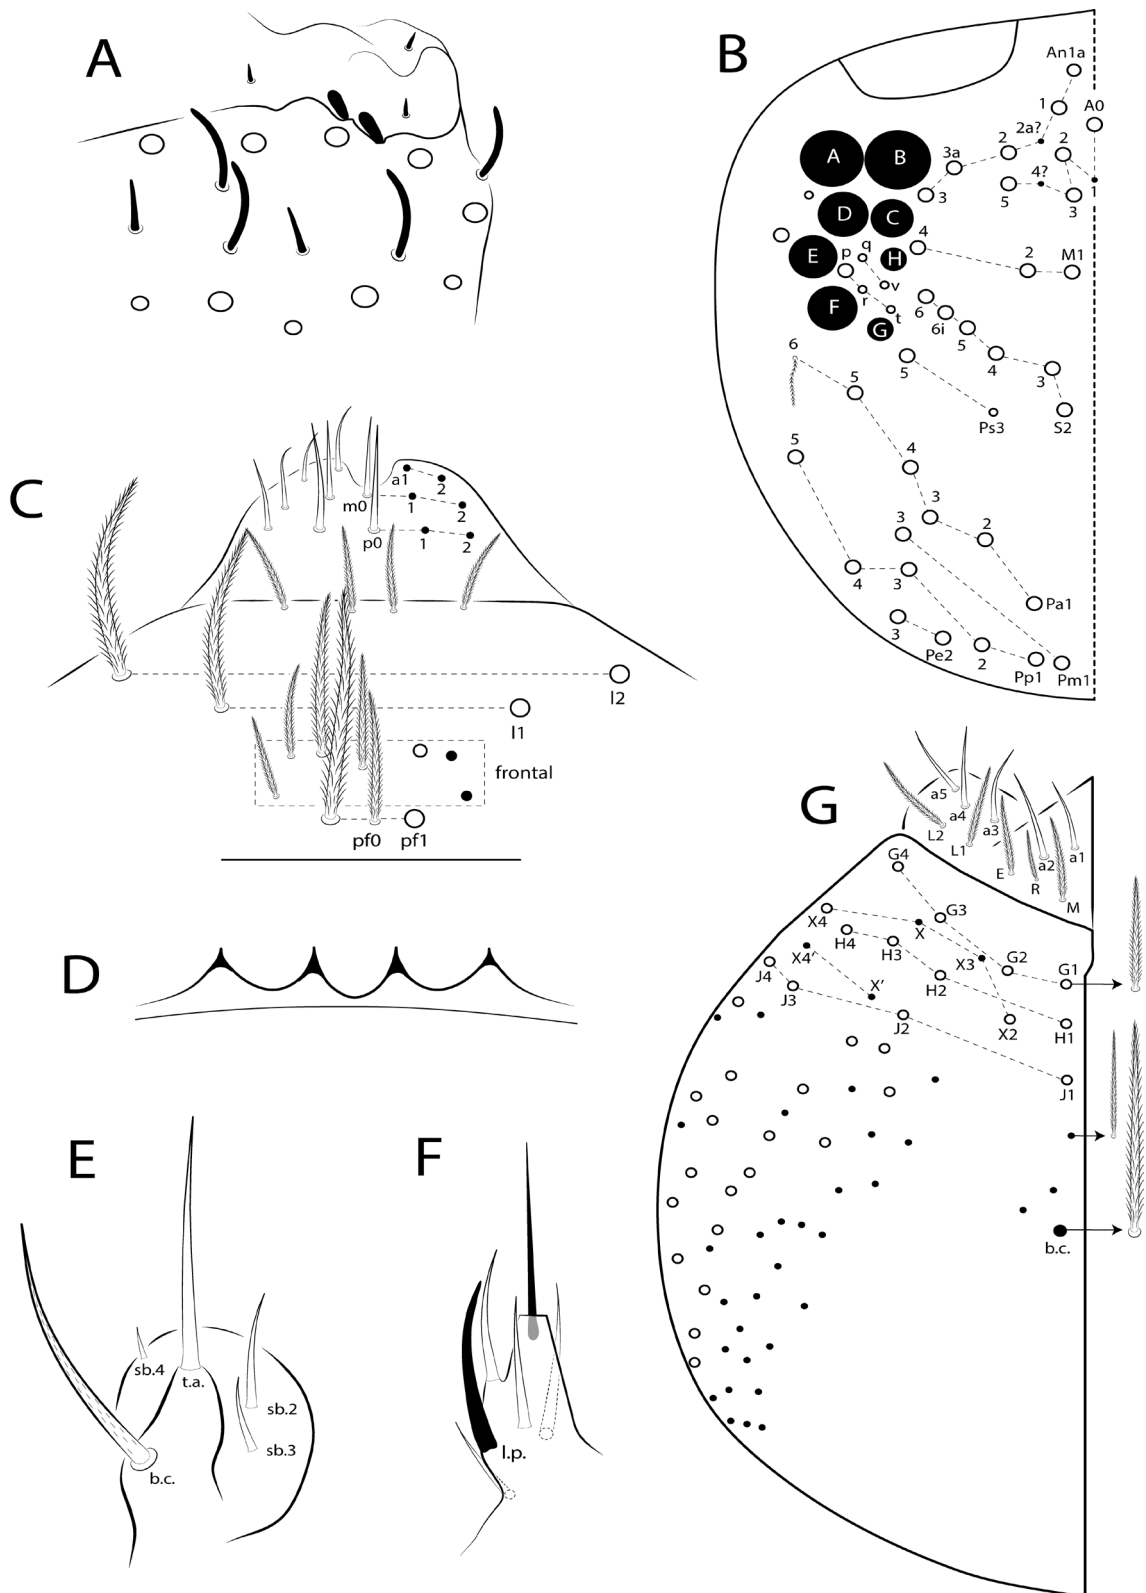 A
B
An1a
1
A0
2a?
2
2
3a
A
B
4?
5
3
1
3
D
C
4
q
2
M1
E
p
H
v
r
F
t
6
6i
G
5
6
5
4
3
5
Ps3
S2
5
4
3
3
2
4
3
Pa1
3
Pe2
2
Pp1
Pm1
C
a1
2
m0
1
2
p0
1
2
l2
l1
frontal
pf0
pf1
D
G
a5
a4
a3
L2
L1
a2
a1
E
R
M
G4
G3
X4
X
H4
H3
X3
G2
G1
X4'
J4
H2
J3
X'
J2
X2
H1
J1
b.c.
E
sb.4
t.a.
sb.2
sb.3
b.c.
F
l.p.